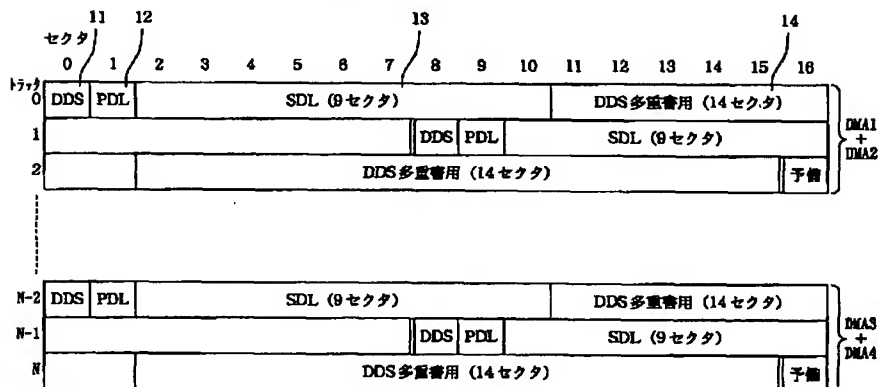 11 12 13 14
セクタ
0 1 2 3 4 5 6 7 8 9 10 11 12 13 14 15 16
トラック
0 DDS PDL SDL (9セクタ) DDS多重書用 (14セクタ)
1 DDS PDL SDL (9セクタ)
2 DDS多重書用 (14セクタ) 予備
DMA1
+
DMA2
N-2 DDS PDL SDL (9セクタ) DDS多重書用 (14セクタ)
N-1 DDS PDL SDL (9セクタ)
N DDS多重書用 (14セクタ) 予備
DMA3
+
DMA4